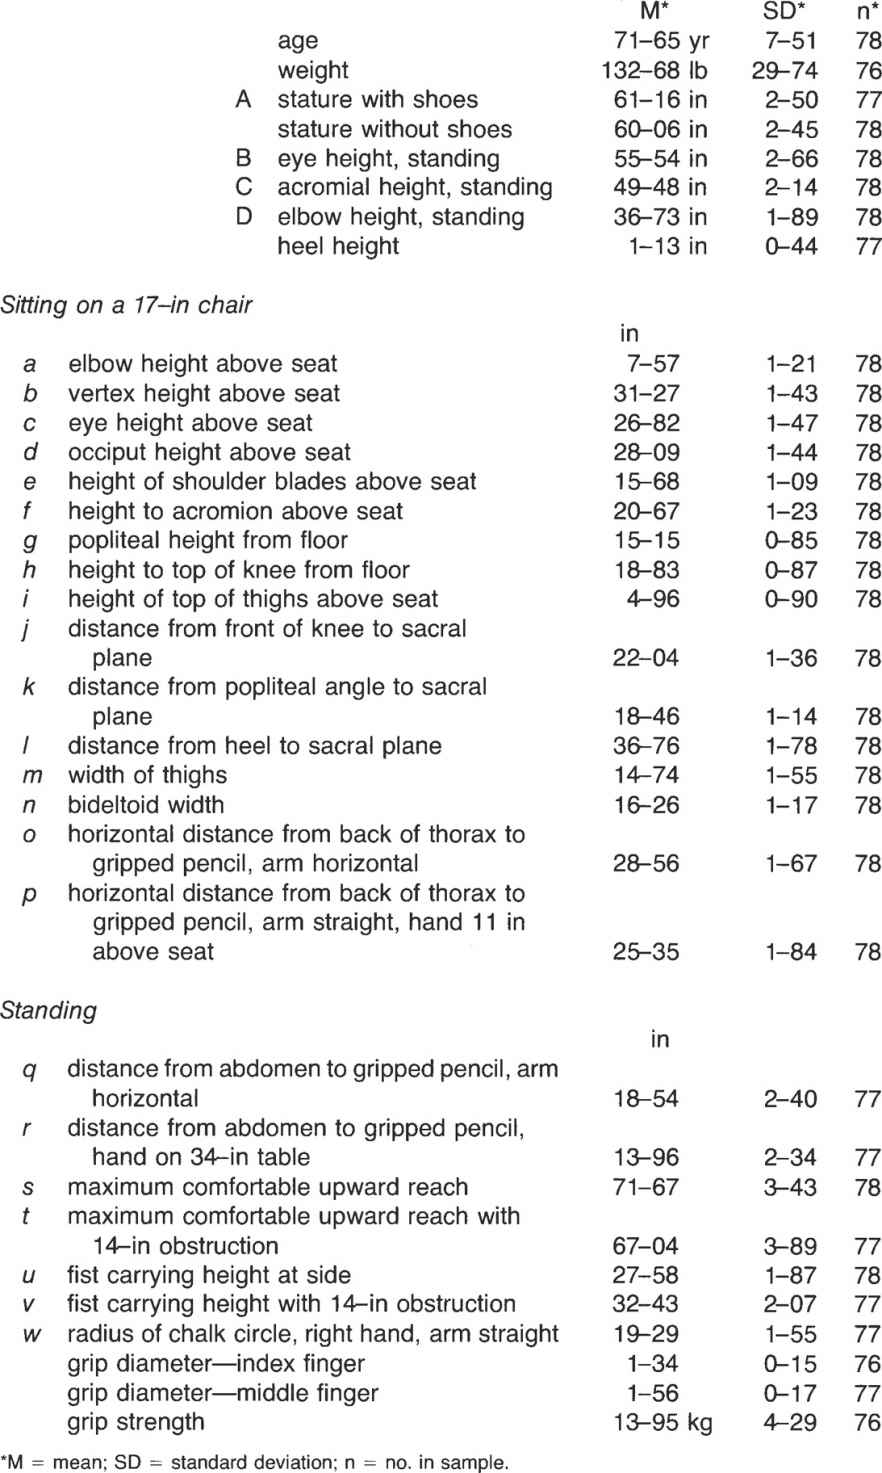 M* SD* n*
age 71–65 yr 7–51 78
weight 132–68 lb 29–74 76
A stature with shoes 61–16 in 2–50 77
stature without shoes 60–06 in 2–45 78
B eye height, standing 55–54 in 2–66 78
C acromial height, standing 49–48 in 2–14 78
D elbow height, standing 36–73 in 1–89 78
heel height 1–13 in 0–44 77
Sitting on a 17–in chair
in
a elbow height above seat 7–57 1–21 78
b vertex height above seat 31–27 1–43 78
c eye height above seat 26–82 1–47 78
d occiput height above seat 28–09 1–44 78
e height of shoulder blades above seat 15–68 1–09 78
f height to acromion above seat 20–67 1–23 78
g popliteal height from floor 15–15 0–85 78
h height to top of knee from floor 18–83 0–87 78
i height of top of thighs above seat 4–96 0–90 78
j distance from front of knee to sacral
plane 22–04 1–36 78
k distance from popliteal angle to sacral
plane 18–46 1–14 78
l distance from heel to sacral plane 36–76 1–78 78
m width of thighs 14–74 1–55 78
n bideltoid width 16–26 1–17 78
o horizontal distance from back of thorax to
gripped pencil, arm horizontal 28–56 1–67 78
p horizontal distance from back of thorax to
gripped pencil, arm straight, hand 11 in
above seat 25–35 1–84 78
Standing
in
q distance from abdomen to gripped pencil, arm
horizontal 18–54 2–40 77
r distance from abdomen to gripped pencil,
hand on 34–in table 13–96 2–34 77
s maximum comfortable upward reach 71–67 3–43 78
t maximum comfortable upward reach with
14–in obstruction 67–04 3–89 77
u fist carrying height at side 27–58 1–87 78
v fist carrying height with 14–in obstruction 32–43 2–07 77
w radius of chalk circle, right hand, arm straight 19–29 1–55 77
grip diameter—index finger 1–34 0–15 76
grip diameter—middle finger 1–56 0–17 77
grip strength 13–95 kg 4–29 76
*M = mean; SD = standard deviation; n = no. in sample.